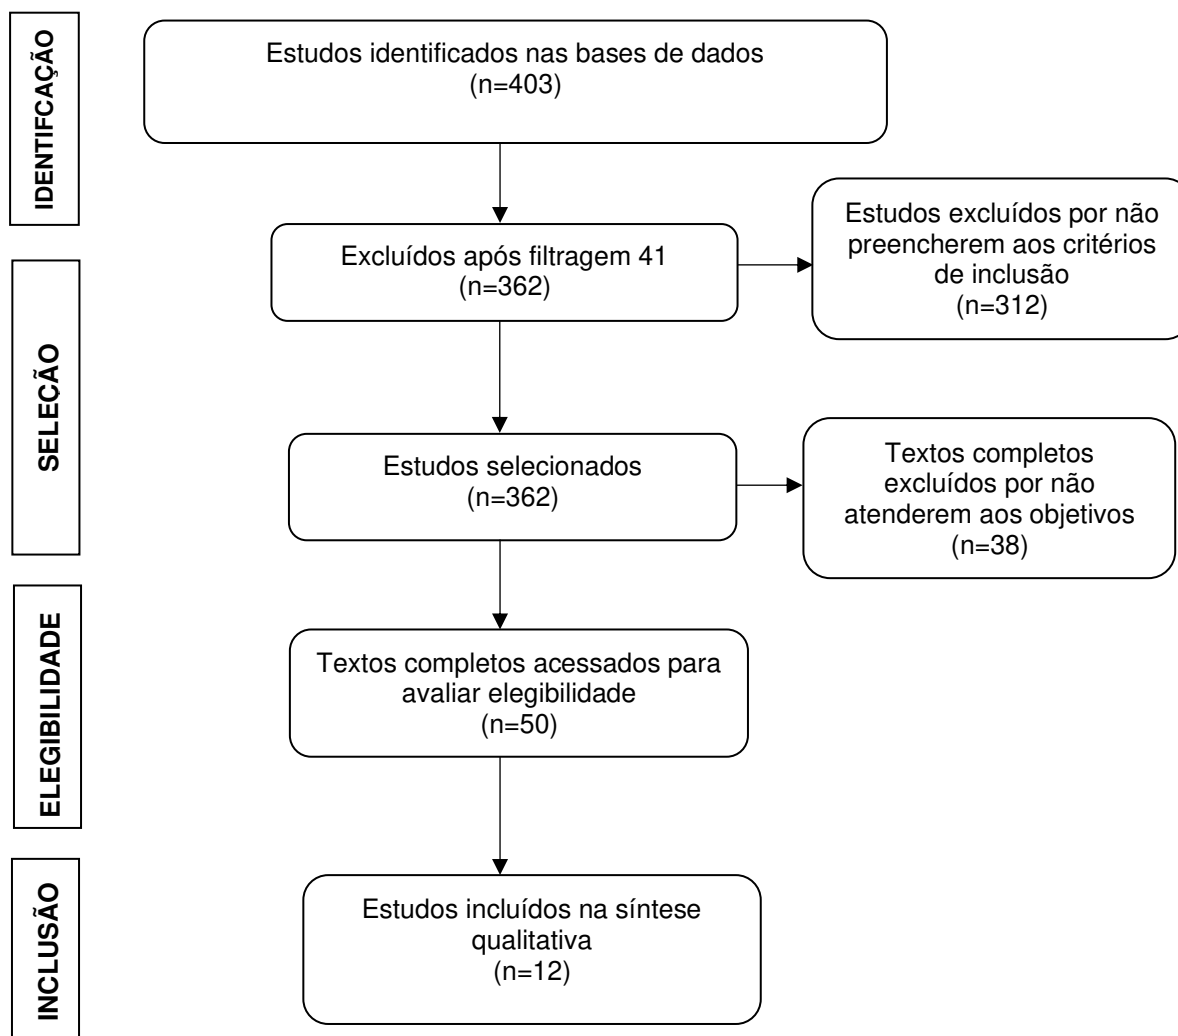 IDENTIFCAÇÃO
Estudos identificados nas bases de dados
(n=403)
Excluídos após filtragem 41
(n=362)
Estudos excluídos por não
preencherem aos critérios
de inclusão
(n=312)
SELEÇÃO
Estudos selecionados
(n=362)
Textos completos
excluídos por não
atenderem aos objetivos
(n=38)
ELEGIBILIDADE
Textos completos acessados para
avaliar elegibilidade
(n=50)
INCLUSÃO
Estudos incluídos na síntese
qualitativa
(n=12)